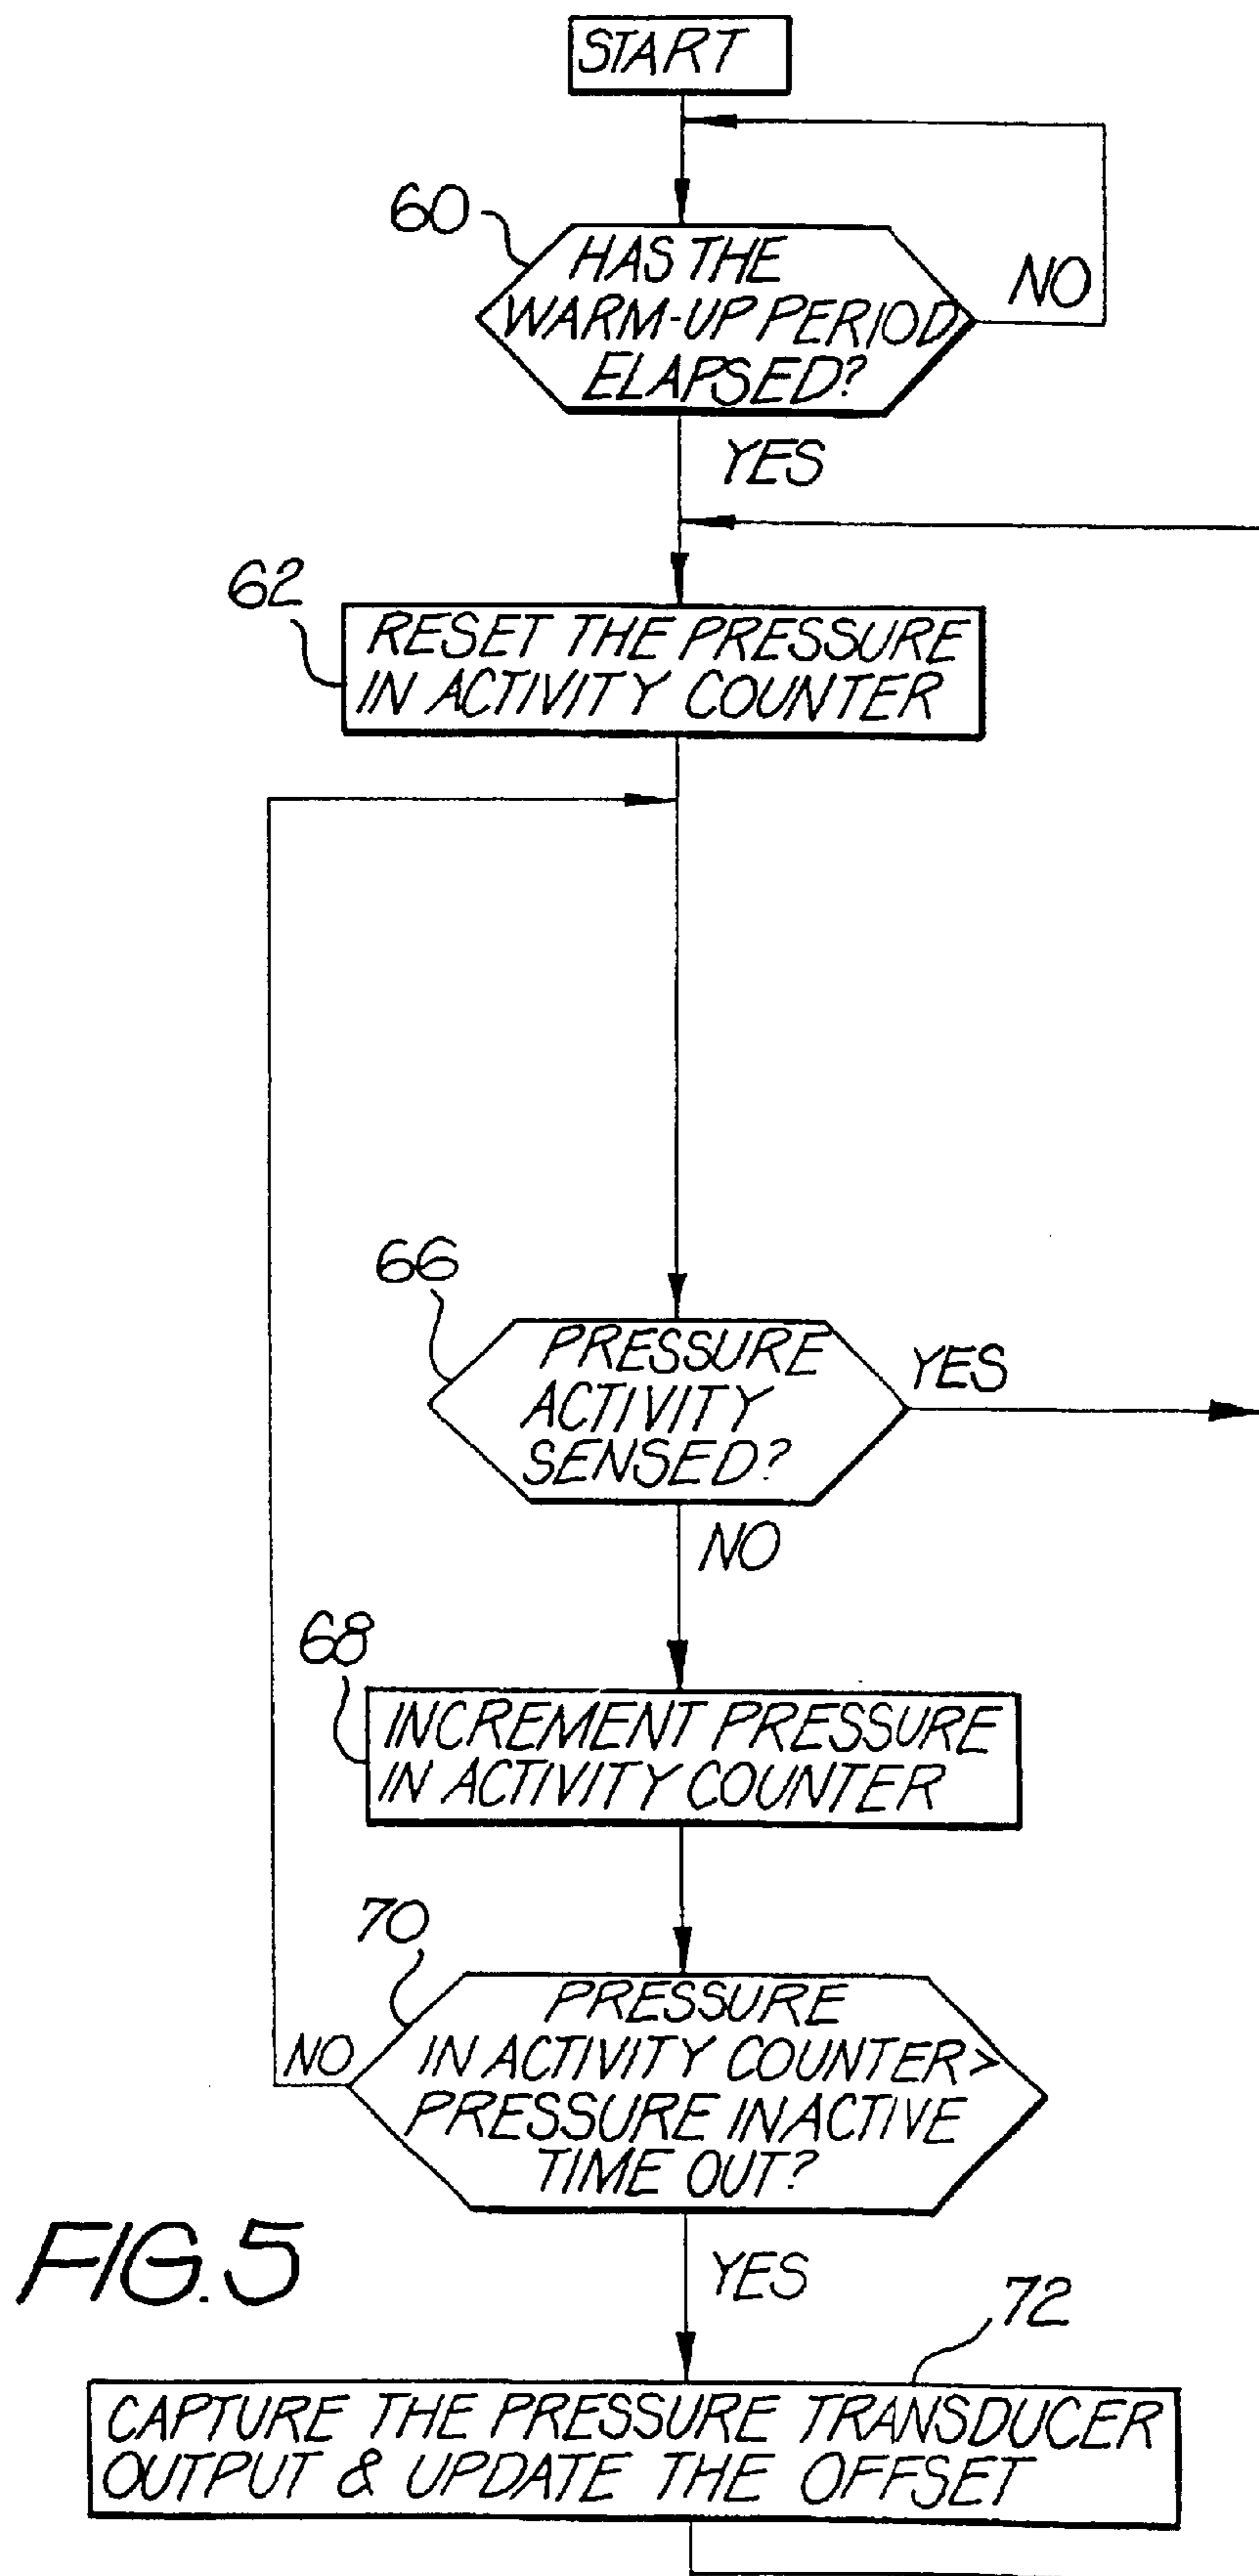 START
60
HAS THE
WARM-UP PERIOD
ELAPSED?
NO
YES
62
RESET THE PRESSURE
IN ACTIVITY COUNTER
66
PRESSURE
ACTIVITY
SENSED?
YES
NO
68
INCREMENT PRESSURE
IN ACTIVITY COUNTER
70
PRESSURE
IN ACTIVITY COUNTER>
PRESSURE INACTIVE
TIME OUT?
NO
YES
FIG. 5
72
CAPTURE THE PRESSURE TRANSDUCER
OUTPUT & UPDATE THE OFFSET